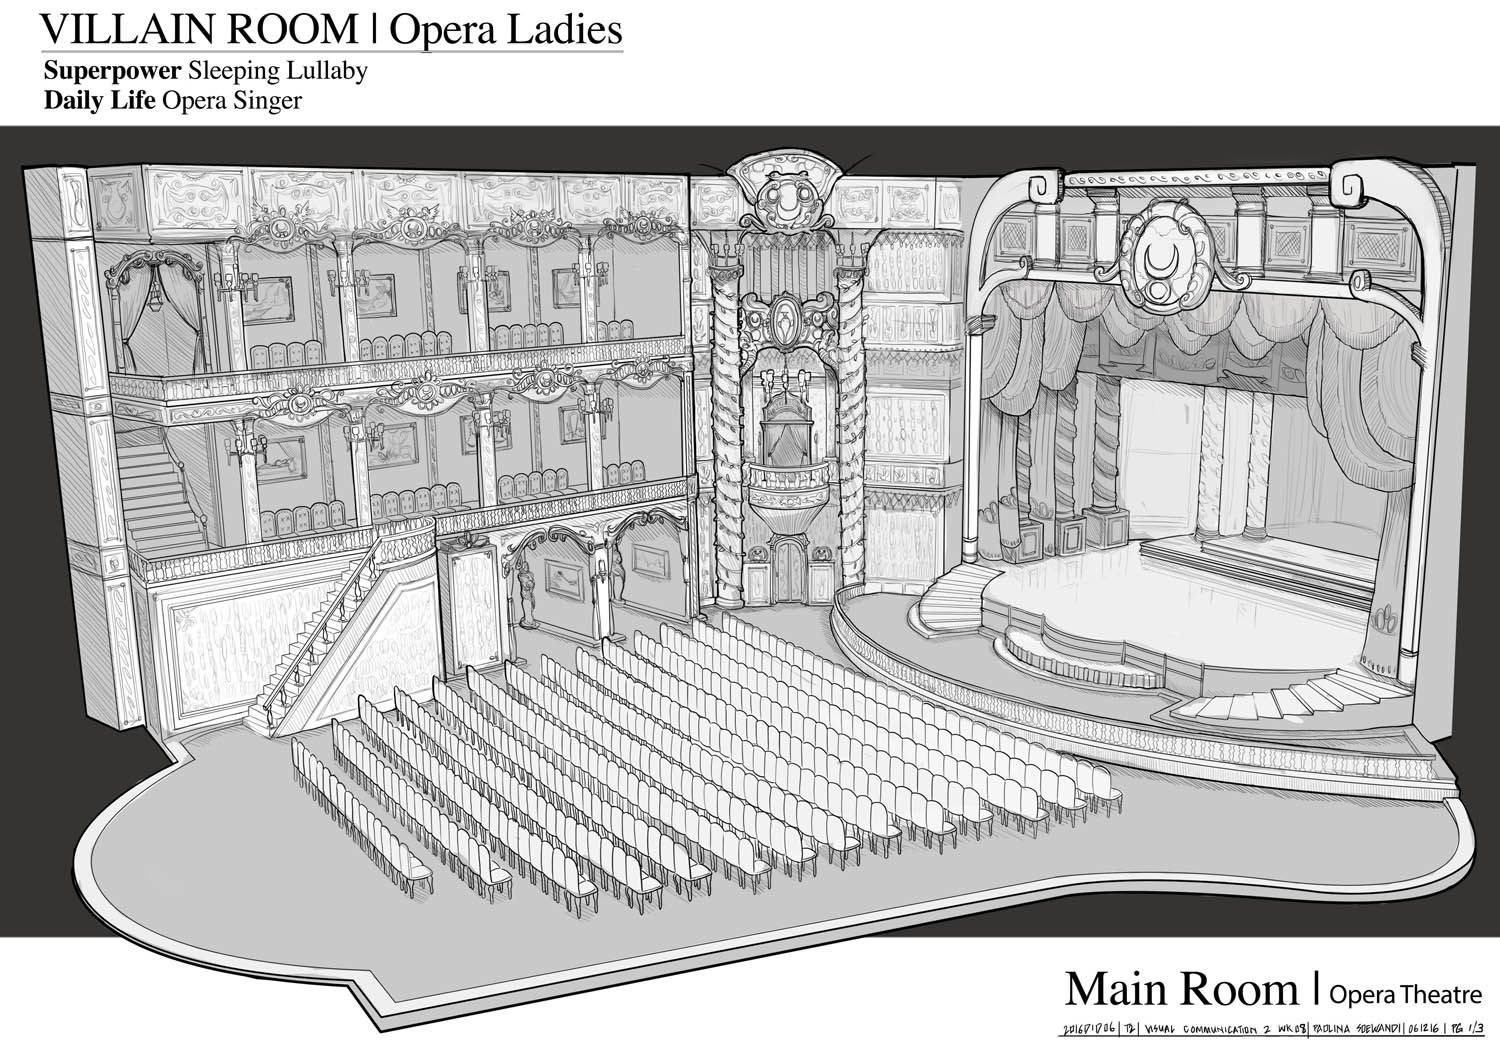 VILLAIN ROOM | Opera Ladies
Superpower Sleeping Lullaby
Daily Life Opera Singer
Main Room | Opera Theatre
T2 | VISUAL COMMUNICATION 2 WK08 | PAOLINA SOEWANDI | 061216 | PG 1/3